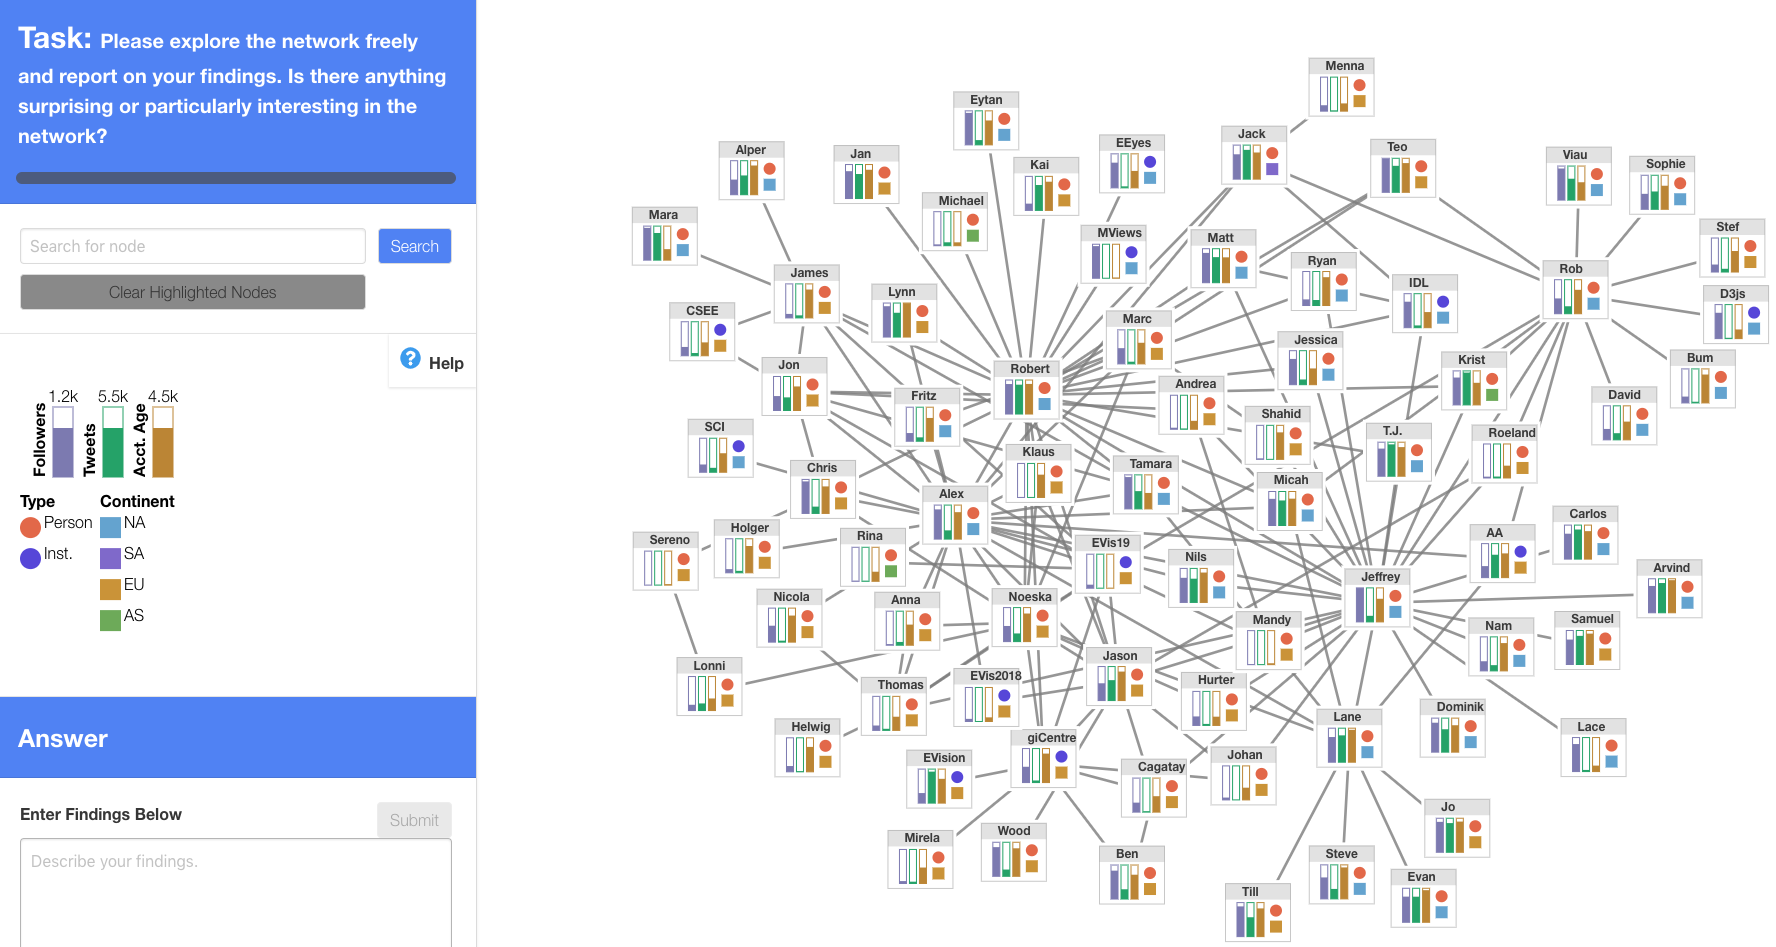 Task: Please explore the network freely
and report on your findings. Is there anything
surprising or particularly interesting in the
network?
Search for node
Search
Clear Highlighted Nodes
? Help
1.2k 5.5k 4.5k
Followers
Tweets
Acct. Age
Type Continent
Person NA
Inst. SA
EU
AS
Answer
Enter Findings Below
Submit
Describe your findings.
Menna
Eytan
Jack
EEyes
Teo
Alper
Jan
Kai
Viau
Sophie
Michael
Mara
Stef
MViews
Matt
Ryan
James
Rob
IDL
Lynn
D3js
CSEE
Marc
Jessica
Bum
Krist
Jon
Robert
Andrea
Fritz
David
Shahid
SCI
T.J.
Roeland
Klaus
Tamara
Chris
Micah
Alex
Carlos
Holger
AA
Sereno
Rina
EVis19
Nils
Arvind
Jeffrey
Nicola
Anna
Noeska
Mandy
Samuel
Nam
Jason
Lonni
EVis2018
Hurter
Thomas
Dominik
Lane
Helwig
Lace
giCentre
EVision
Johan
Cagatay
Jo
Mirela
Wood
Ben
Steve
Evan
Till